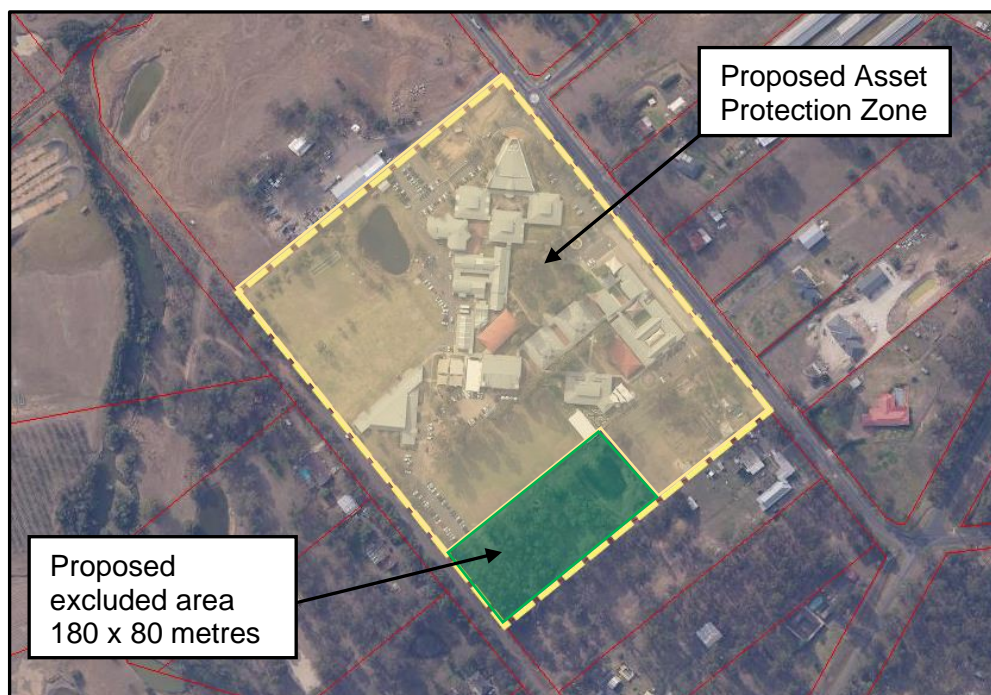 Proposed Asset
Protection Zone
Proposed
excluded area
180 x 80 metres